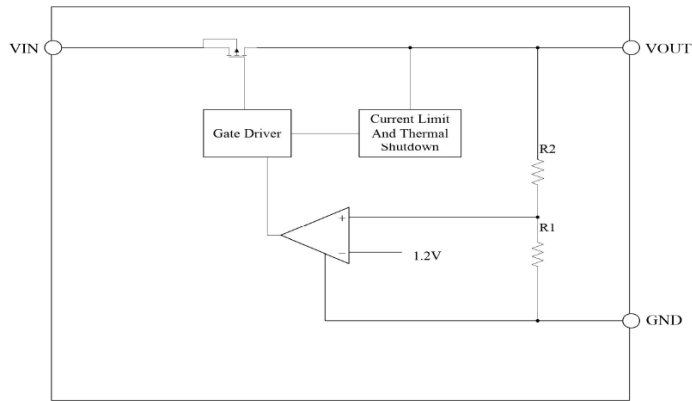 VIN
VOUT
Gate Driver
Current Limit
And Thermal
Shutdown
R2
+
R1
−
1.2V
GND